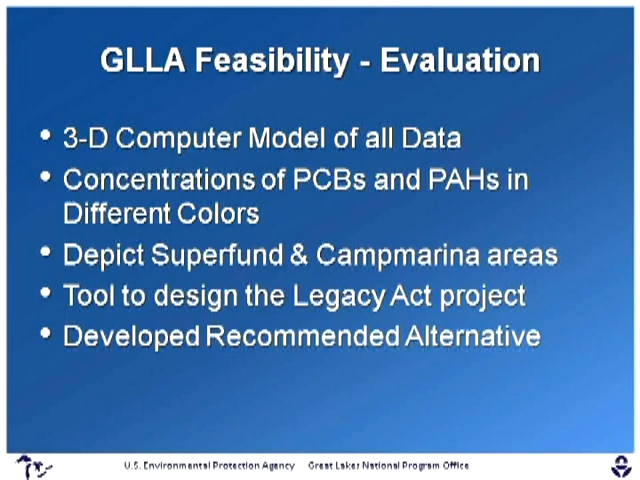 GLLA Feasibility - Evaluation
• 3-D Computer Model of all Data
• Concentrations of PCBs and PAHs in
Different Colors
• Depict Superfund & Campmarina areas
• Tool to design the Legacy Act project
• Developed Recommended Alternative
U.S. Environmental Protection Agency Great Lakes National Program Office